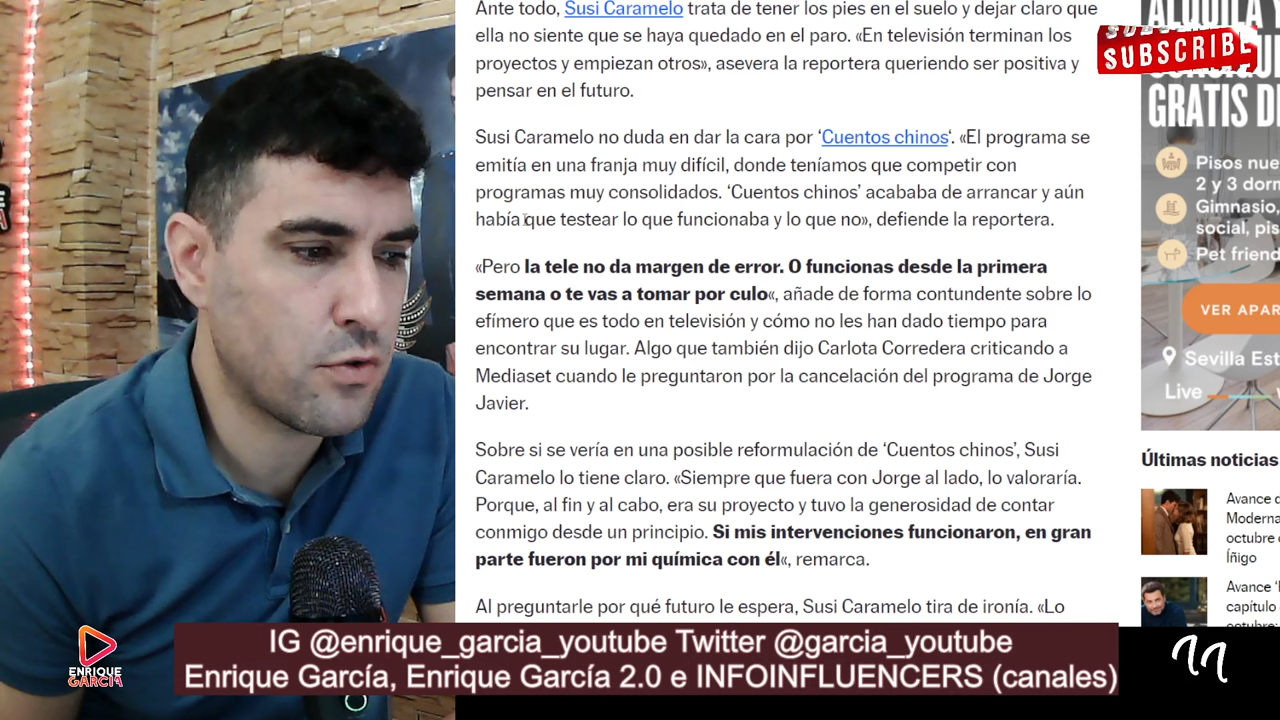 Ante todo, Susi Caramelo trata de tener los pies en el suelo y dejar claro que
ella no siente que se haya quedado en el paro. «En televisión terminan los
proyectos y empiezan otros», asevera la reportera queriendo ser positiva y
pensar en el futuro.
Susi Caramelo no duda en dar la cara por ‘Cuentos chinos‘. «El programa se
emitía en una franja muy difícil, donde teníamos que competir con
programas muy consolidados. ‘Cuentos chinos’ acababa de arrancar y aún
había que testear lo que funcionaba y lo que no», defiende la reportera.
«Pero la tele no da margen de error. O funcionas desde la primera
semana o te vas a tomar por culo«, añade de forma contundente sobre lo
efímero que es todo en televisión y cómo no les han dado tiempo para
encontrar su lugar. Algo que también dijo Carlota Corredera criticando a
Mediaset cuando le preguntaron por la cancelación del programa de Jorge
Javier.
Sobre si se vería en una posible reformulación de ‘Cuentos chinos’, Susi
Caramelo lo tiene claro. «Siempre que fuera con Jorge al lado, lo valoraría.
Porque, al fin y al cabo, era su proyecto y tuvo la generosidad de contar
conmigo desde un principio. Si mis intervenciones funcionaron, en gran
parte fueron por mi química con él«, remarca.
Al preguntarle por qué futuro le espera, Susi Caramelo tira de ironía. «Lo
ALQUILA Y
SUBSCRIBE
GRATIS D
Pisos nue
2 y 3 dorm
Gimnasio,
social, pis
Pet friend
VER APAR
Sevilla Est
Live
Últimas noticias
Avance d
Moderna
octubre
Íñigo
Avance
capítulo
octubre:
IG @enrique_garcia_youtube Twitter @garcia_youtube
Enrique García, Enrique García 2.0 e INFOINFLUENCERS (canales)
ENRIQUE
GARCÍA